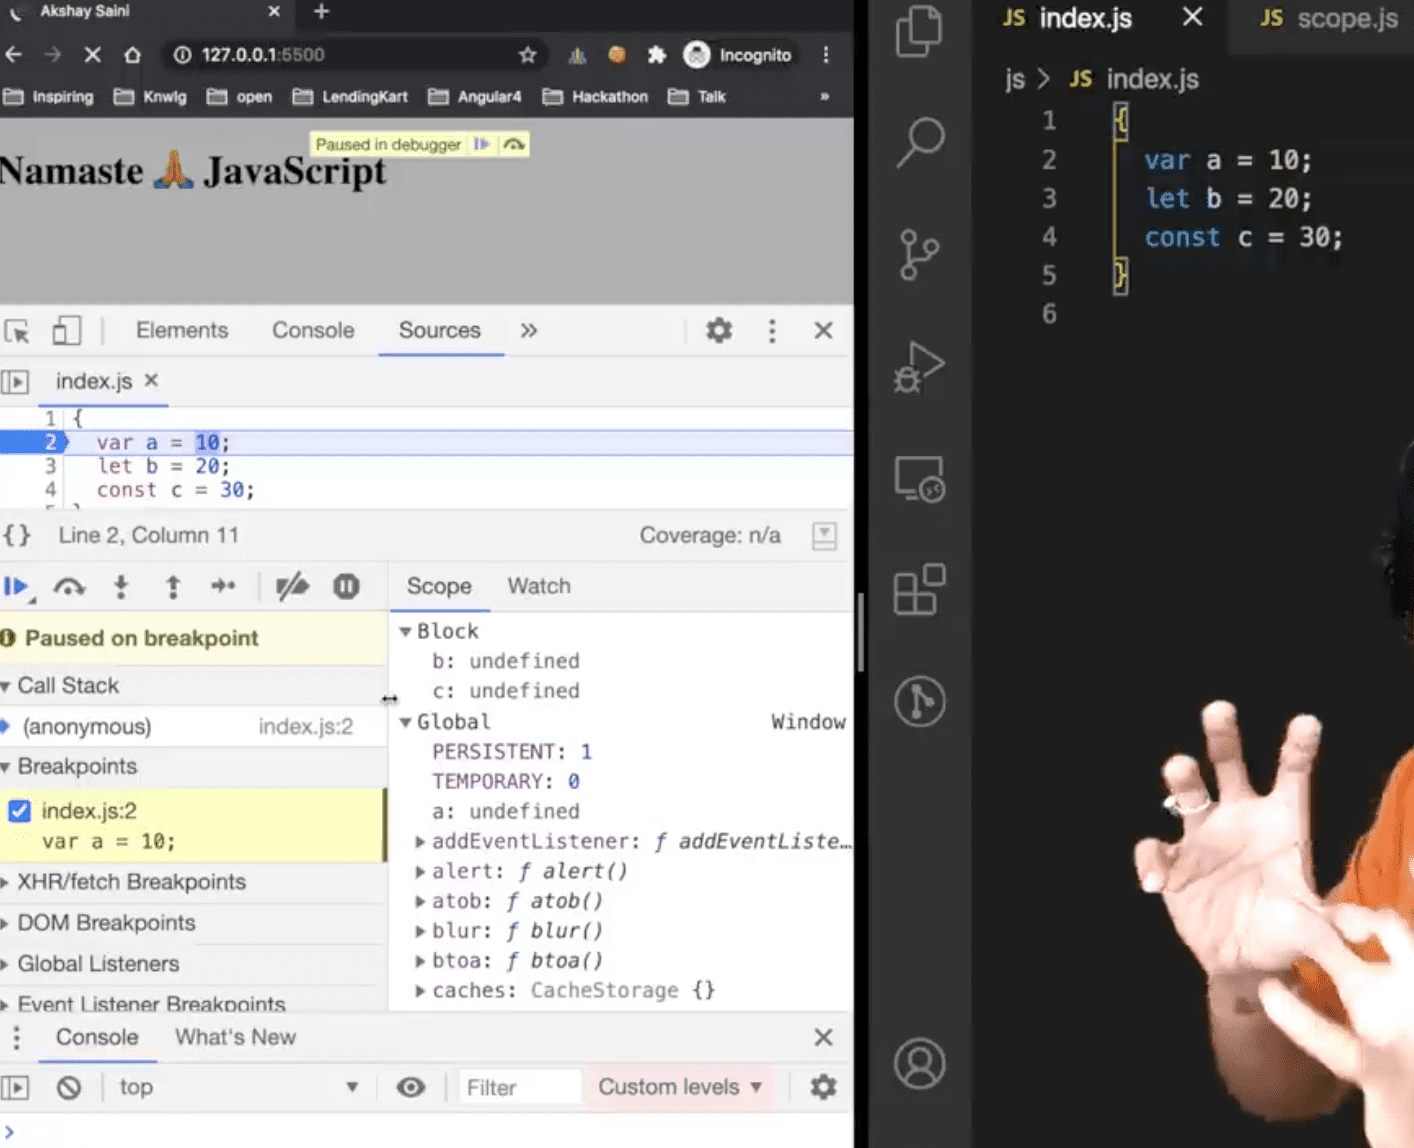 Akshay Saini
127.0.0.1:5500
Incognito
Inspiring
Knwlg
open
LendingKart
Angular4
Hackathon
Talk
»
Paused in debugger
Namaste 🙏 JavaScript
Elements
Console
Sources
»
index.js
1 {
2 var a = 10;
3 let b = 20;
4 const c = 30;
{} Line 2, Column 11
Coverage: n/a
Paused on breakpoint
Call Stack
(anonymous) index.js:2
Breakpoints
index.js:2
var a = 10;
XHR/fetch Breakpoints
DOM Breakpoints
Global Listeners
Event Listener Breakpoints
Scope
Watch
Block
b: undefined
c: undefined
Global Window
PERSISTENT: 1
TEMPORARY: 0
a: undefined
addEventListener: ƒ addEventListe…
alert: ƒ alert()
atob: ƒ atob()
blur: ƒ blur()
btoa: ƒ btoa()
caches: CacheStorage {}
Console
What's New
top
Filter
Custom levels
JS index.js
JS scope.js
js > JS index.js
1 {
2 var a = 10;
3 let b = 20;
4 const c = 30;
5 }
6